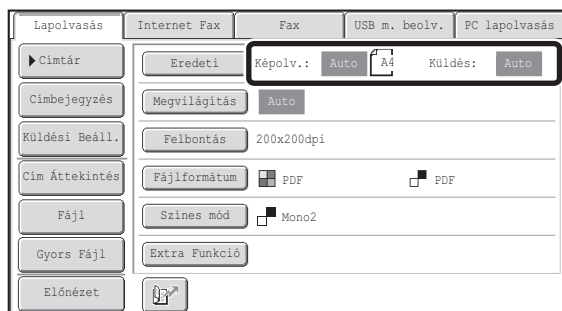 Lapolvasás Internet Fax Fax USB m. beolv. PC lapolvasás
Címtár Eredeti Képolv.: Auto A4 Küldés: Auto
Címbejegyzés Megvilágítás Auto
Küldési Beáll. Felbontás 200x200dpi
Cím Áttekintés Fájlformátum PDF PDF
Fájl Színes mód Mono2
Gyors Fájl Extra Funkció
Előnézet